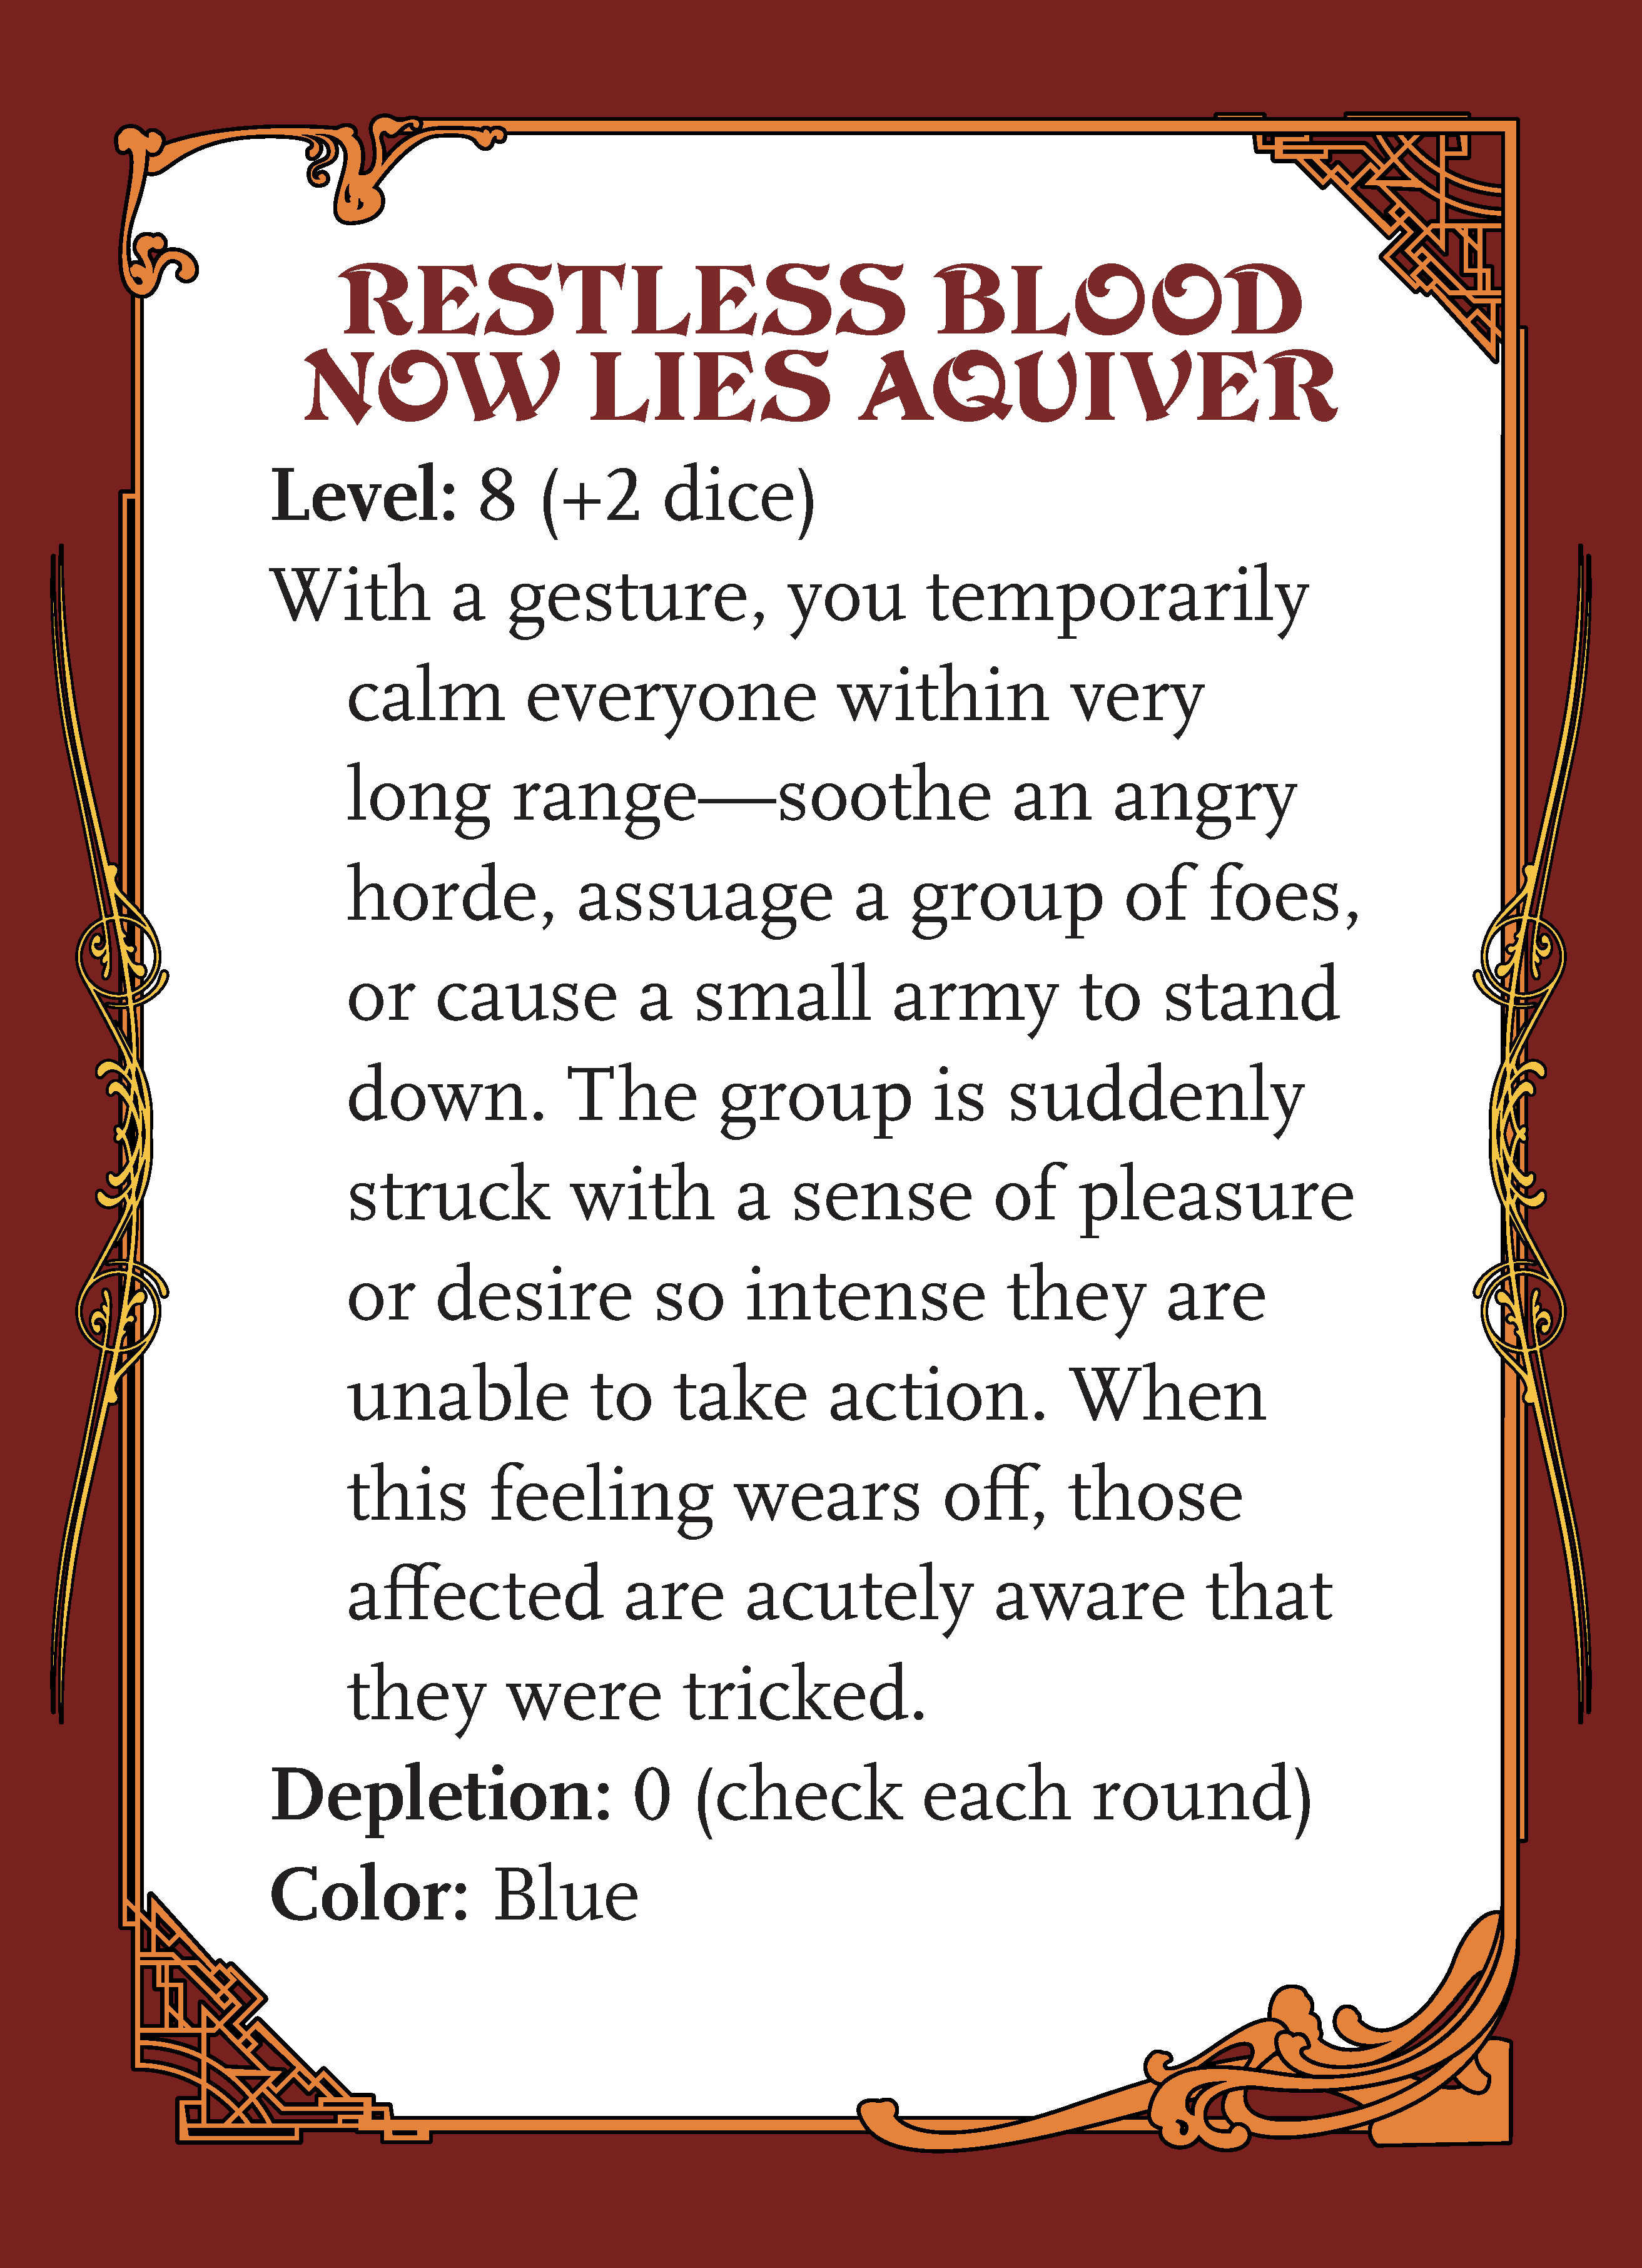 RESTLESS BLOOD
NOW LIES AQUIVER
Level: 8 (+2 dice)
With a gesture, you temporarily
calm everyone within very
long range—soothe an angry
horde, assuage a group of foes,
or cause a small army to stand
down. The group is suddenly
struck with a sense of pleasure
or desire so intense they are
unable to take action. When
this feeling wears off, those
affected are acutely aware that
they were tricked.
Depletion: 0 (check each round)
Color: Blue